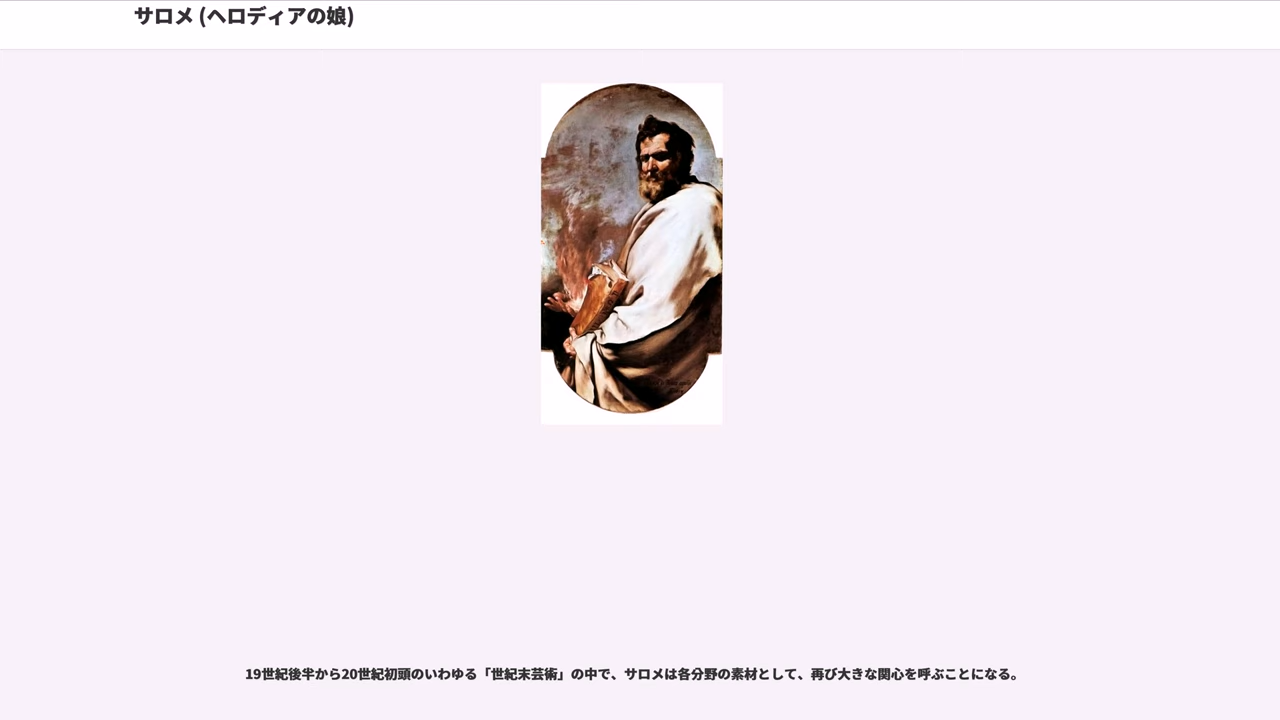 サロメ (ヘロディアの娘)
19世紀後半から20世紀初頭のいわゆる「世紀末芸術」の中で、サロメは各分野の素材として、再び大きな関心を呼ぶことになる。